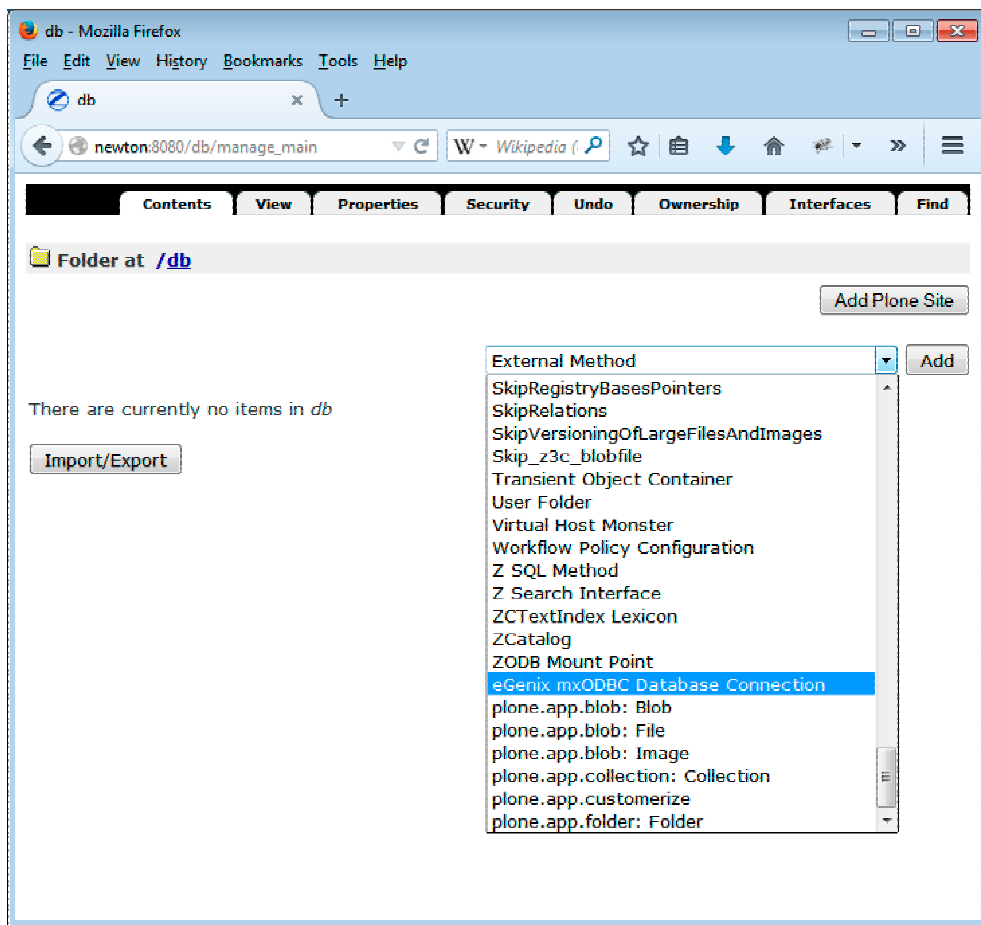 db - Mozilla Firefox
File Edit View History Bookmarks Tools Help
db
newton:8080/db/manage_main
W Wikipedia (
Contents View Properties Security Undo Ownership Interfaces Find
Folder at /db
Add Plone Site
External Method Add
SkipRegistryBasesPointers
SkipRelations
There are currently no items in db
SkipVersioningOfLargeFilesAndImages
Skip_z3c_blobfile
Import/Export
Transient Object Container
User Folder
Virtual Host Monster
Workflow Policy Configuration
Z SQL Method
Z Search Interface
ZCTextIndex Lexicon
ZCatalog
ZODB Mount Point
eGenix mxODBC Database Connection
plone.app.blob: Blob
plone.app.blob: File
plone.app.blob: Image
plone.app.collection: Collection
plone.app.customerize
plone.app.folder: Folder